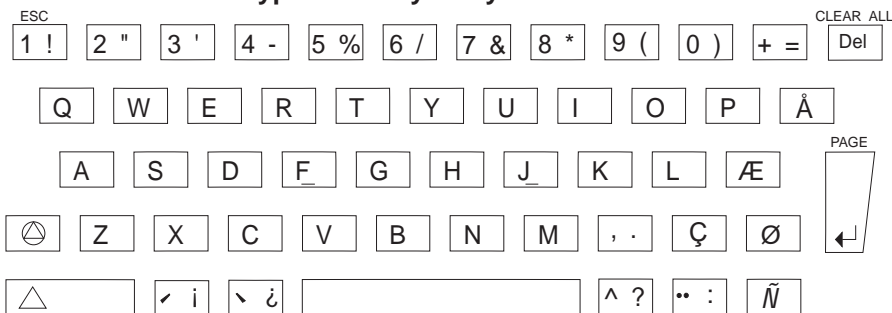 ESC CLEAR ALL
1 ! 2 " 3 ' 4 - 5 % 6 / 7 & 8 * 9 ( 0 ) + = Del
Q W E R T Y U I O P Å
PAGE
A S D F G H J K L Æ
Z X C V B N M , . Ç Ø
´ ¡ ` ¿ ^ ? ¨ : Ñ